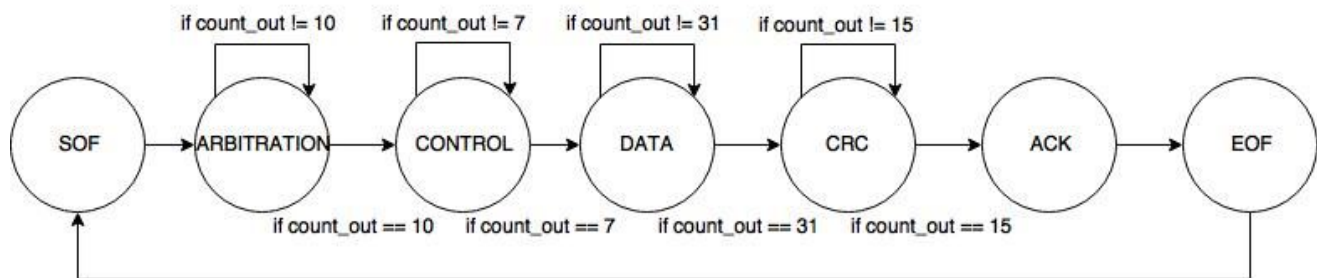 if count_out != 10
if count_out != 7
if count_out != 31
if count_out != 15
SOF
ARBITRATION
CONTROL
DATA
CRC
ACK
EOF
if count_out == 10
if count_out == 7
if count_out == 31
if count_out == 15